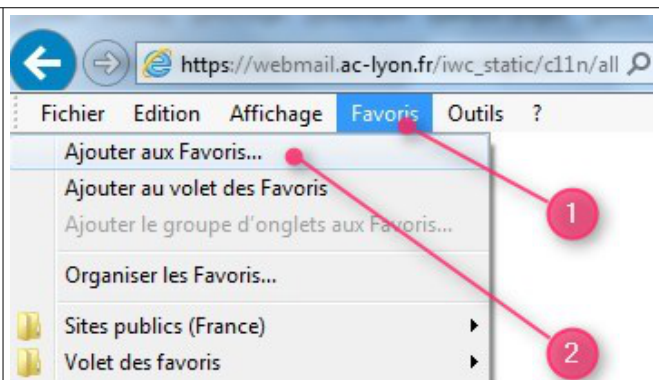 https://webmail.ac-lyon.fr/iwc_static/c11n/all
Fichier Edition Affichage Favoris Outils ?
Ajouter aux Favoris...
Ajouter au volet des Favoris
Ajouter le groupe d'onglets aux Favoris...
1
Organiser les Favoris...
Sites publics (France)
2
Volet des favoris